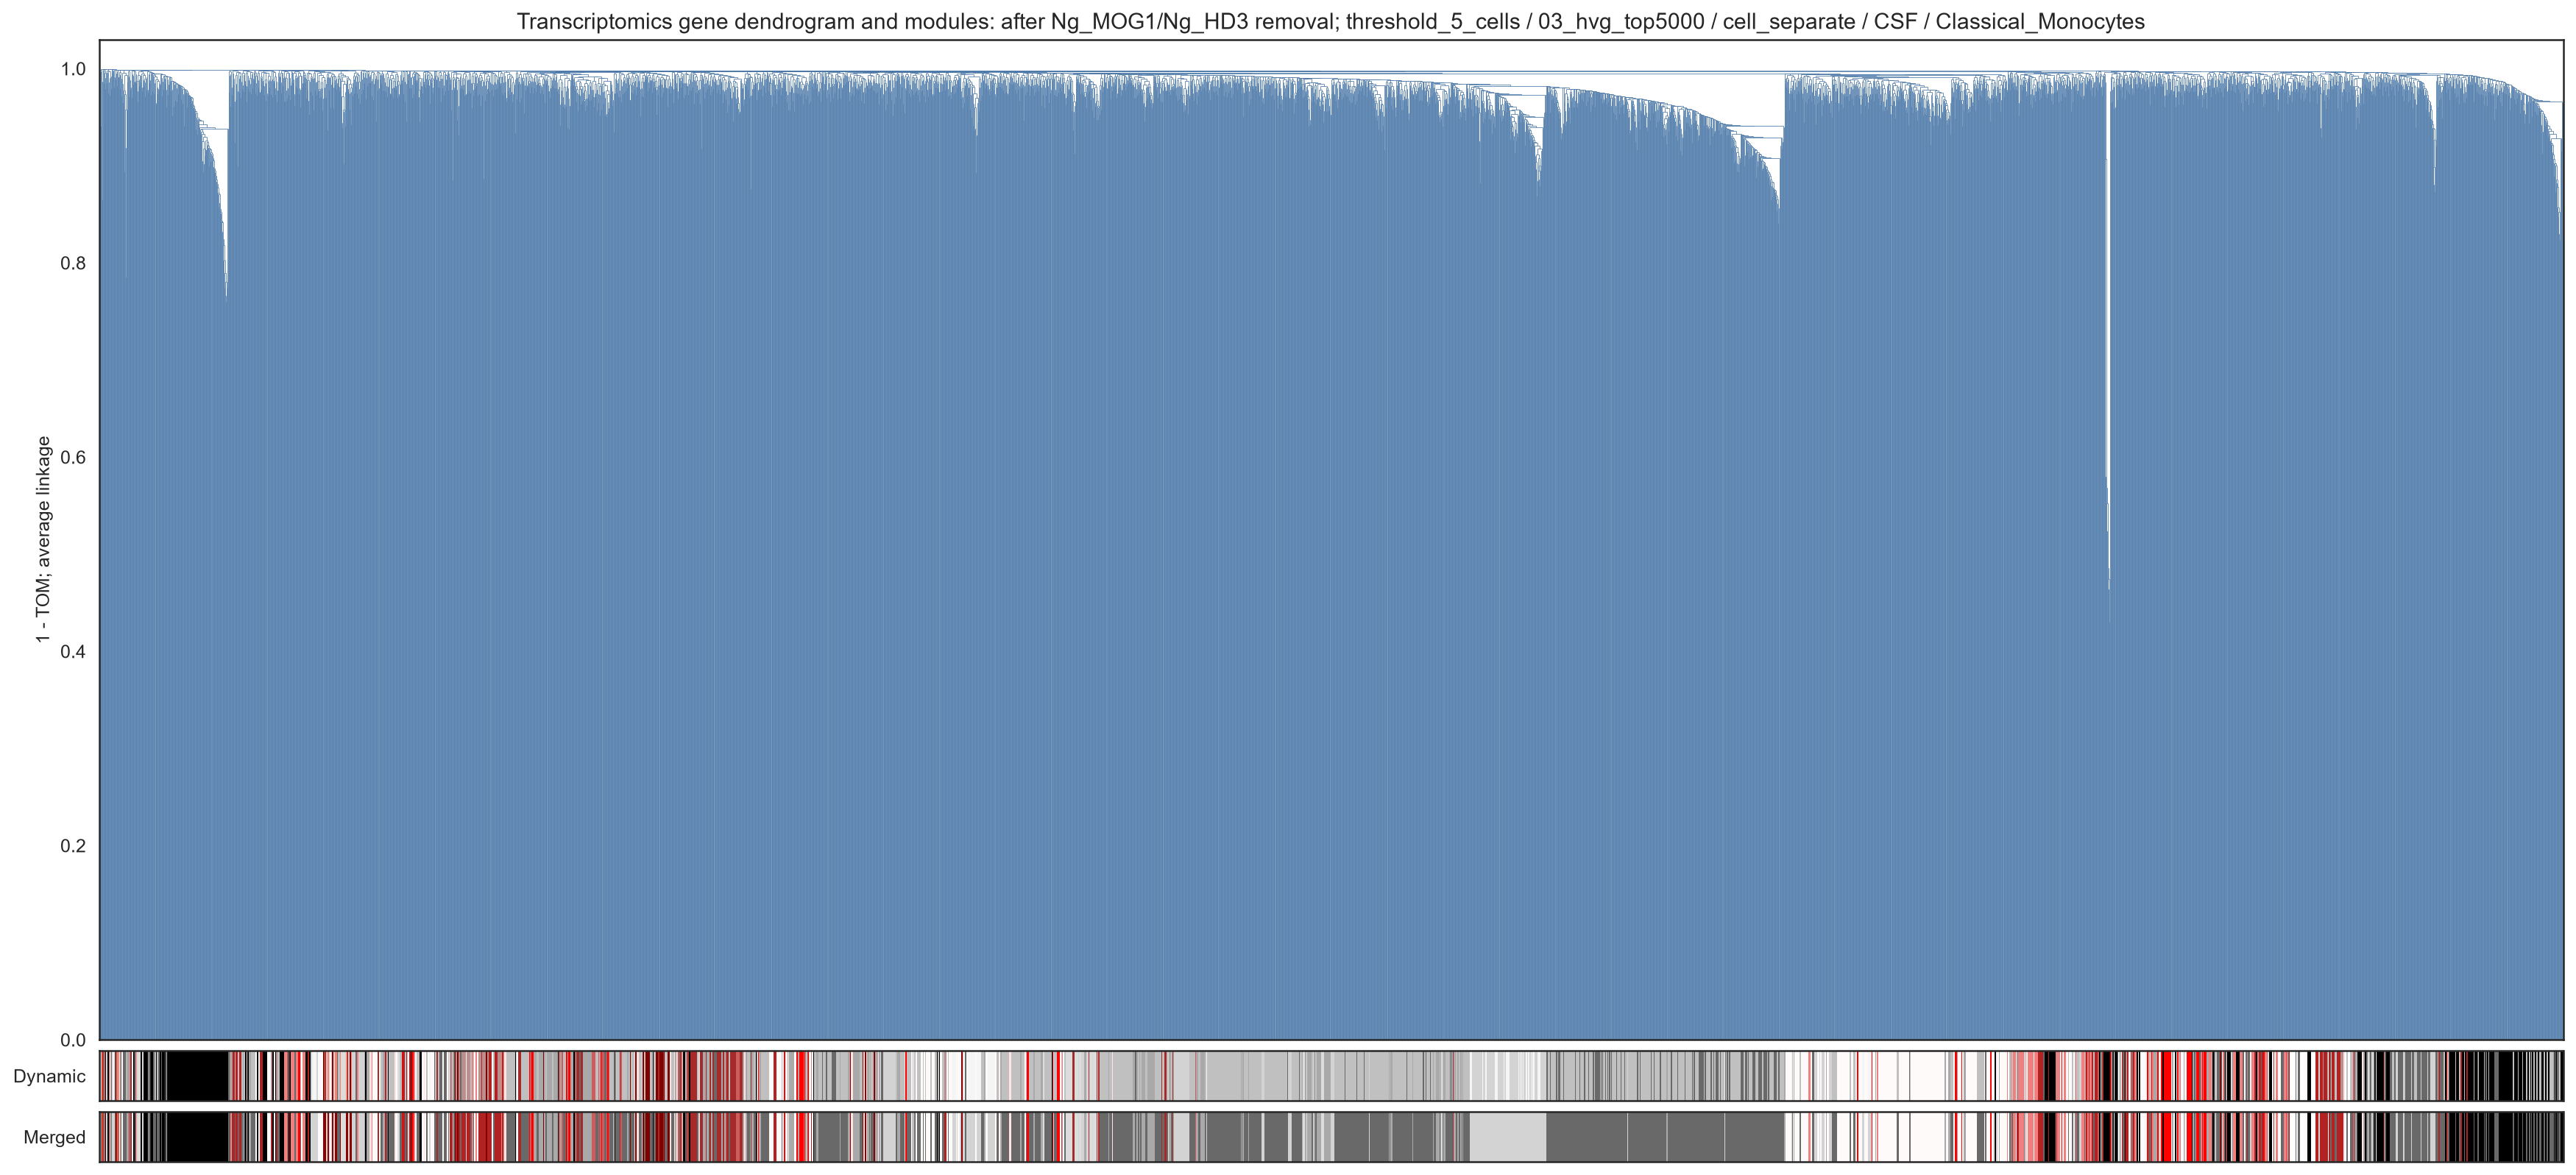 Transcriptomics gene dendrogram and modules: after Ng_MOG1/Ng_HD3 removal; threshold_5_cells / 03_hvg_top5000 / cell_separate / CSF / Classical_Monocytes
1.0
0.8
0.6
0.4
0.2
0.0
1 - TOM; average linkage
Dynamic
Merged